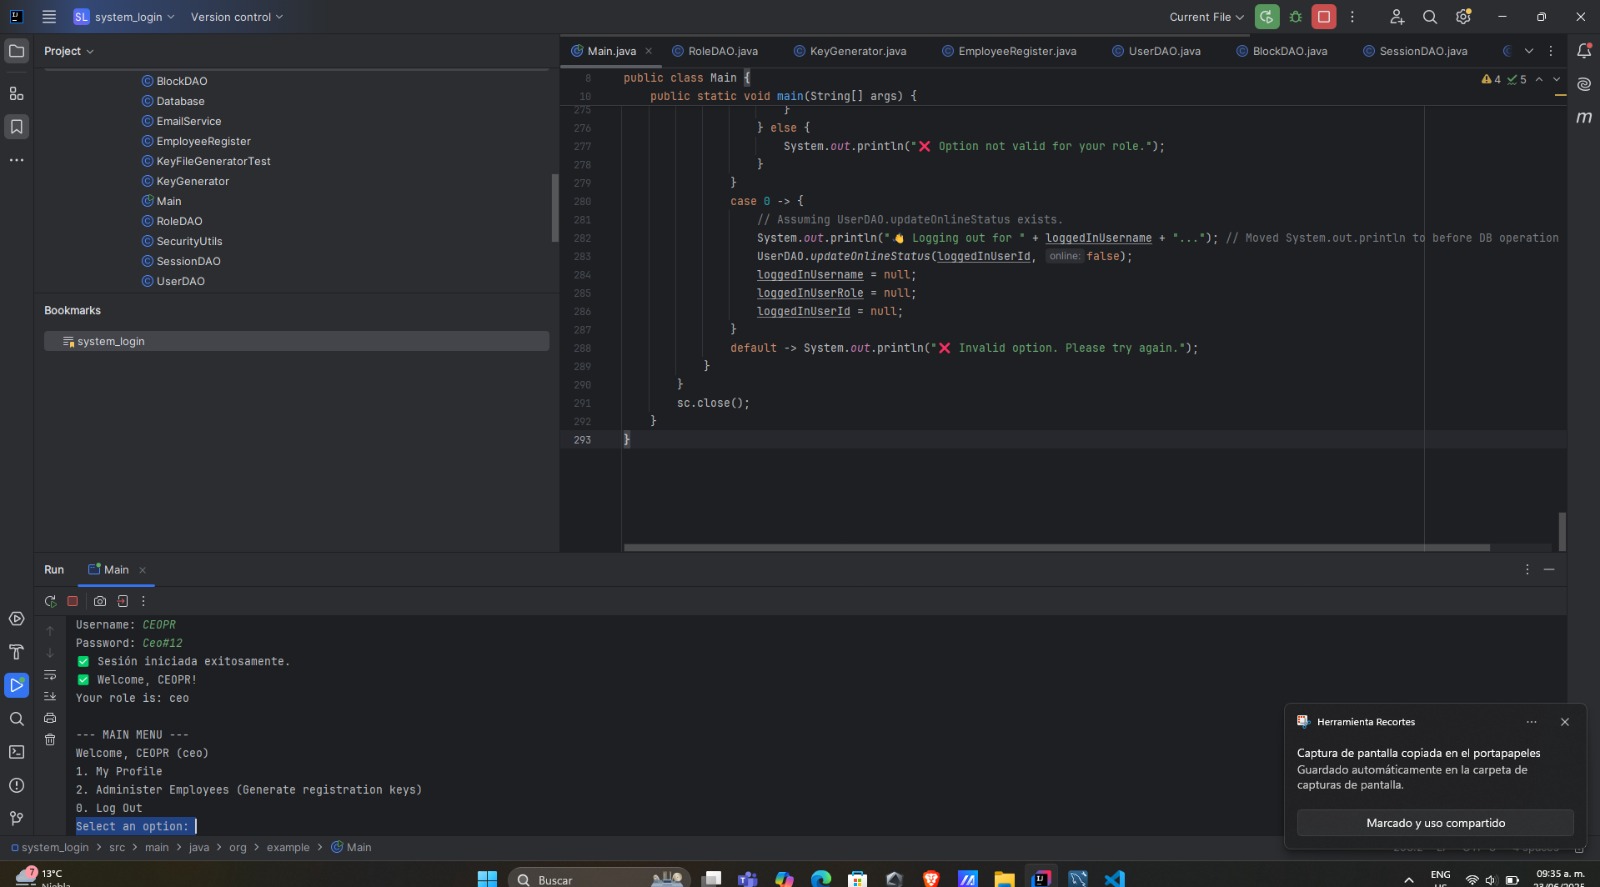 SL system_login
Version control
Current File
Project
BlockDAO
Database
EmailService
EmployeeRegister
KeyFileGeneratorTest
KeyGenerator
Main
RoleDAO
SecurityUtils
SessionDAO
UserDAO
Bookmarks
system_login
Main.java
RoleDAO.java
KeyGenerator.java
EmployeeRegister.java
UserDAO.java
BlockDAO.java
SessionDAO.java
4 5
8 public class Main {
10 public static void main(String[] args) {
275 }
276 } else {
277 System.out.println("❌ Option not valid for your role.");
278 }
279 }
280 case 0 -> {
281 // Assuming UserDAO.updateOnlineStatus exists.
282 System.out.println("👋 Logging out for " + loggedInUsername + "..."); // Moved System.out.println to before DB operation
283 UserDAO.updateOnlineStatus(loggedInUserId, online: false);
284 loggedInUsername = null;
285 loggedInUserRole = null;
286 loggedInUserId = null;
287 }
288 default -> System.out.println("❌ Invalid option. Please try again.");
289 }
290 }
291 sc.close();
292 }
293 }
Run
Main
Username: CEOPR
Password: Ceo#12
✅ Sesión iniciada exitosamente.
✅ Welcome, CEOPR!
Your role is: ceo
--- MAIN MENU ---
Welcome, CEOPR (ceo)
1. My Profile
2. Administer Employees (Generate registration keys)
0. Log Out
Select an option:
Herramienta Recortes
Captura de pantalla copiada en el portapapeles
Guardado automáticamente en la carpeta de
capturas de pantalla.
Marcado y uso compartido
system_login > src > main > java > org > example > Main
7
13°C
Niebla
Buscar
ENG
09:35 a. m.